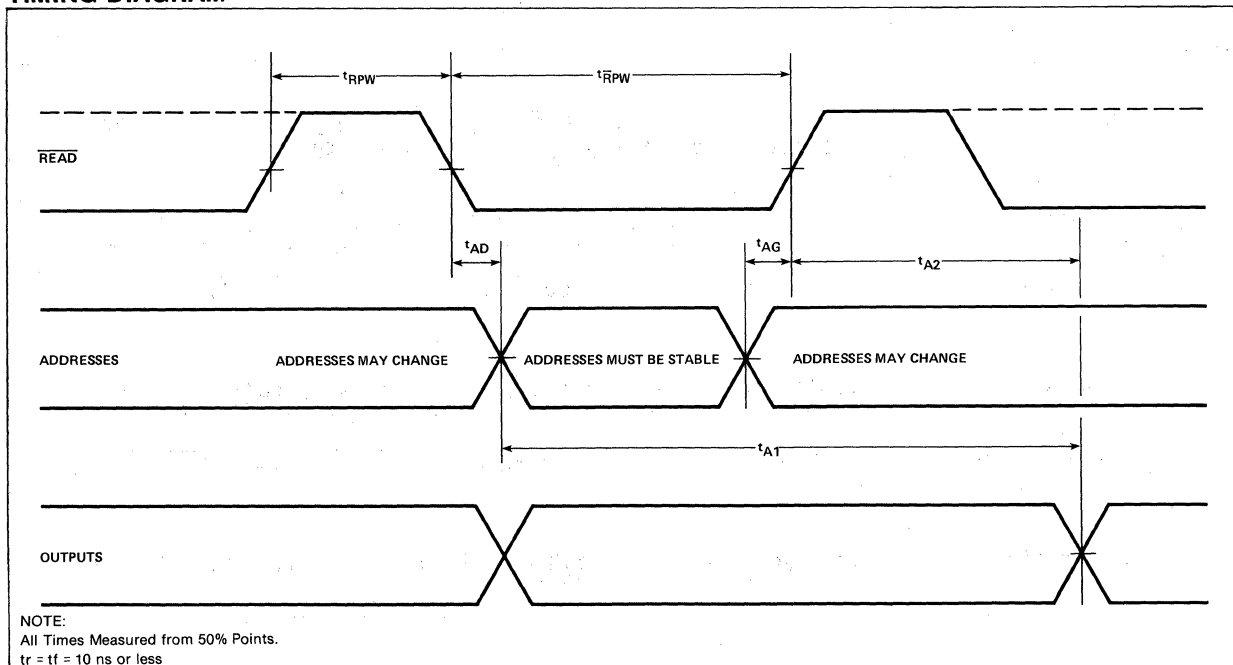 TIMING DIAGRAM
tRPW
tR̅PW
R̅E̅A̅D̅
tAD
tAG
tA2
ADDRESSES
ADDRESSES MAY CHANGE
ADDRESSES MUST BE STABLE
ADDRESSES MAY CHANGE
tA1
OUTPUTS
NOTE:
All Times Measured from 50% Points.
tr = tf = 10 ns or less